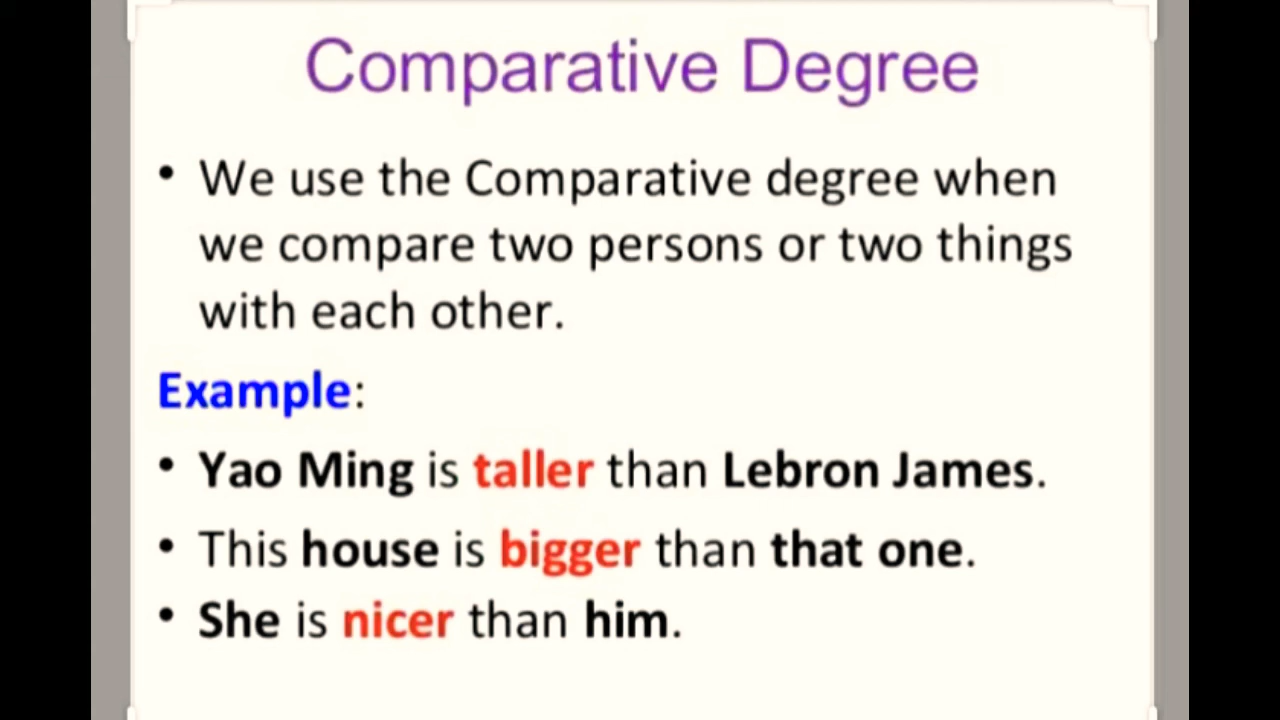 Comparative Degree
• We use the Comparative degree when
we compare two persons or two things
with each other.
Example:
• Yao Ming is taller than Lebron James.
• This house is bigger than that one.
• She is nicer than him.